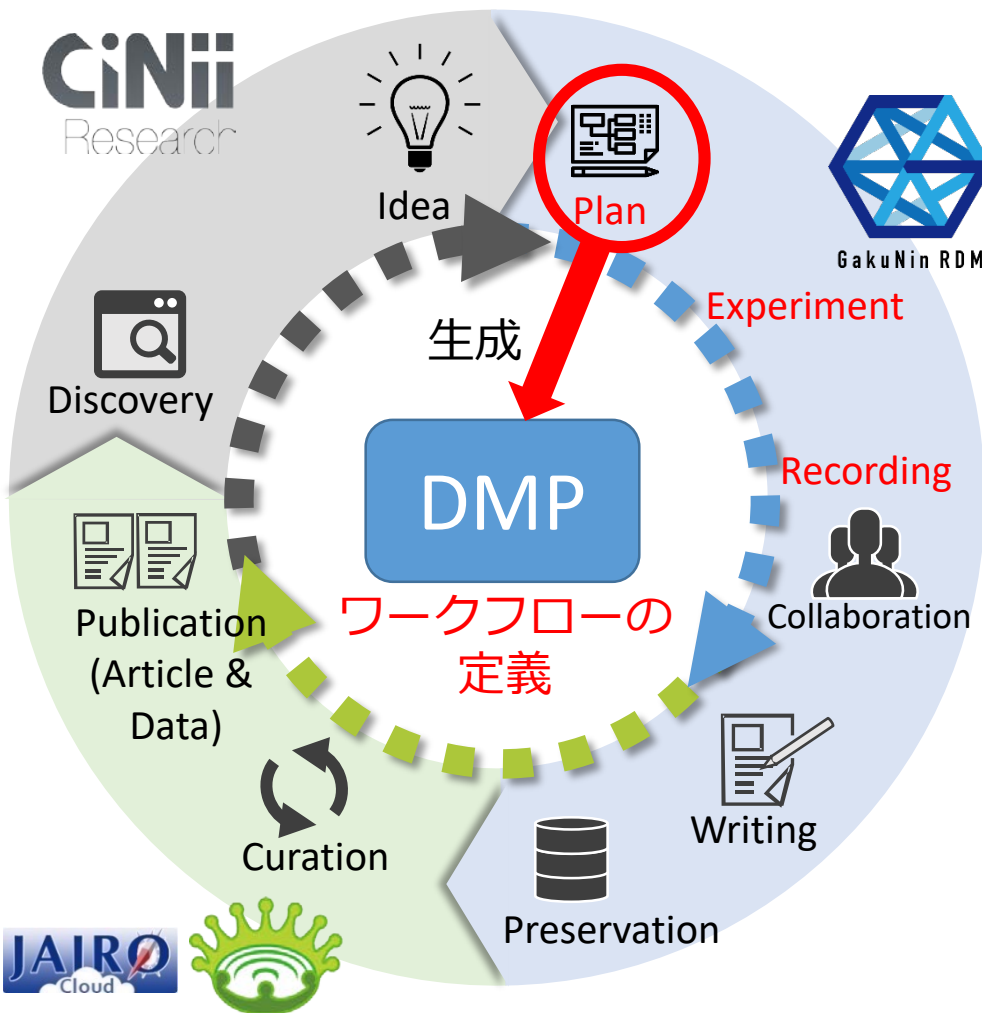 CiNii
Research
Idea
Plan
GakuNin RDM
Experiment
生成
Discovery
DMP
Recording
Collaboration
ワークフローの
定義
Publication
(Article &
Data)
Writing
Curation
Preservation
JAIRO
Cloud